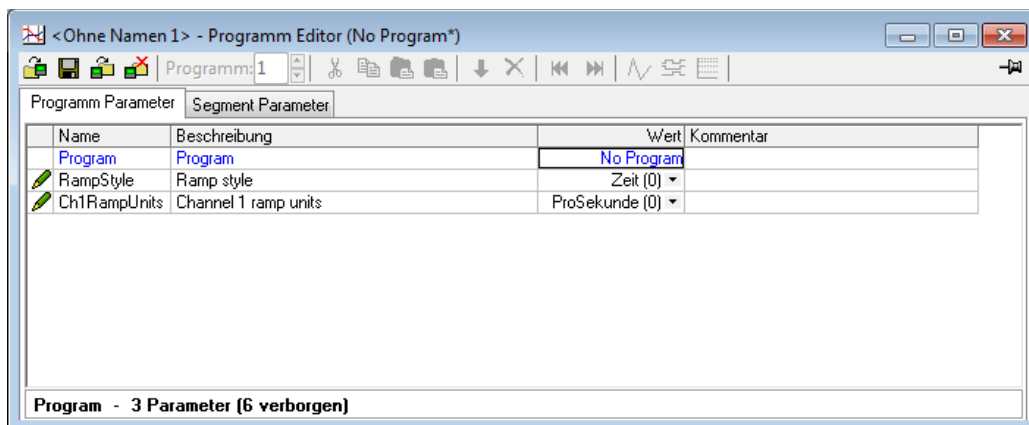 <Ohne Namen 1> - Programm Editor (No Program*)
Programm: 1
Programm Parameter Segment Parameter
Name Beschreibung Wert Kommentar
Program Program No Program
RampStyle Ramp style Zeit (0)
Ch1RampUnits Channel 1 ramp units ProSekunde (0)
Program - 3 Parameter (6 verborgen)